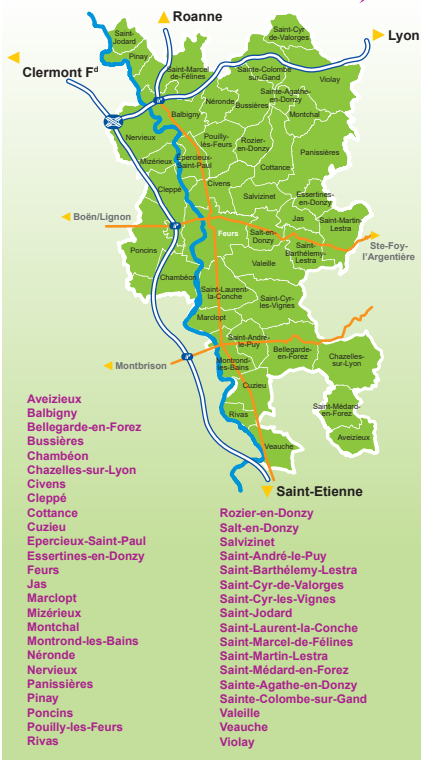 Roanne
Saint-Cyr
de-Valorges
Saint-
Jodard
Lyon
Pinay
Clermont Fd
Saint-Marcel
de-Félines
Sainte-Colombe
sur-Gand
Violay
Sainte-Agathe-
en-Donzy
Néronde
Bussières
Balbigny
Montchal
Nervieux
Pouilly-
lès-Feurs
Rozier-
en-Donzy
Panissières
Mizérieux
Epercieux-
Saint-Paul
Cottance
Cleppé
Civens
Salvizinet
Essertines-
en-Donzy
Boën/Lignon
Jas
Saint-Martin-
Lestra
Feurs
Salt-en-
Donzy
Saint-
Barthélemy-
Lestra
Ste-Foy-
l'Argentière
Poncins
Valeille
Chambéon
Saint-Laurent-
la-Conche
Saint-Cyr-
les-Vignes
Marclopt
Saint-André-
le-Puy
Bellegarde-
en-Forez
Chazelles-
sur-Lyon
Montbrison
Montrond-
les-Bains
Cuzieu
Rivas
Saint-Médard-
en-Forez
Aveizieux
Veauche
Saint-Etienne
Aveizieux
Balbigny
Bellegarde-en-Forez
Bussières
Chambéon
Chazelles-sur-Lyon
Civens
Cleppé
Cottance
Cuzieu
Epercieux-Saint-Paul
Essertines-en-Donzy
Feurs
Jas
Marclopt
Mizérieux
Montchal
Montrond-les-Bains
Néronde
Nervieux
Panissières
Pinay
Poncins
Pouilly-les-Feurs
Rivas
Rozier-en-Donzy
Salt-en-Donzy
Salvizinet
Saint-André-le-Puy
Saint-Barthélemy-Lestra
Saint-Cyr-de-Valorges
Saint-Cyr-les-Vignes
Saint-Jodard
Saint-Laurent-la-Conche
Saint-Marcel-de-Félines
Saint-Martin-Lestra
Saint-Médard-en-Forez
Sainte-Agathe-en-Donzy
Sainte-Colombe-sur-Gand
Valeille
Veauche
Violay